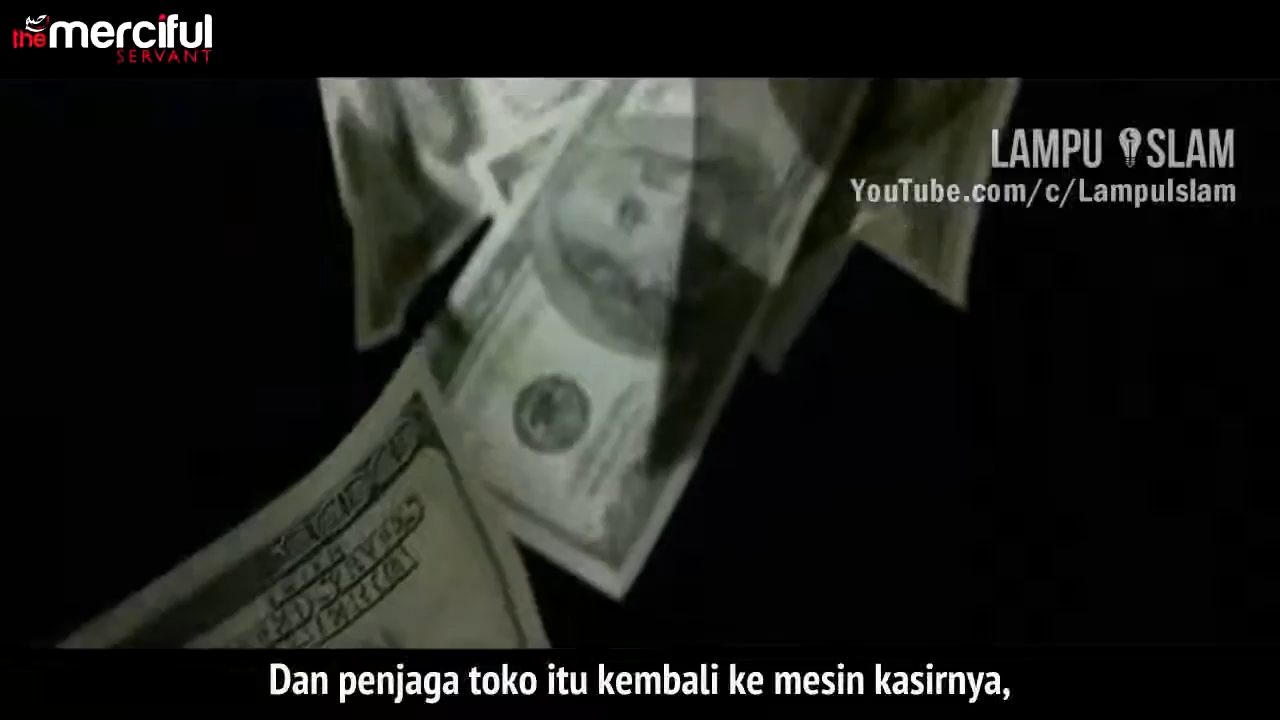 the merciful
SERVANT
LAMPU ISLAM
YouTube.com/c/LampuIslam
Dan penjaga toko itu kembali ke mesin kasirnya,